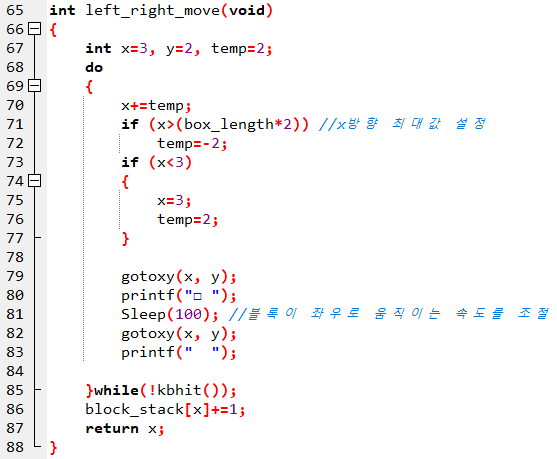 65 int left_right_move(void)
66 {
67     int x=3, y=2, temp=2;
68     do
69     {
70         x+=temp;
71         if (x>(box_length*2)) //x방향 최대값 설정
72             temp=-2;
73         if (x<3)
74         {
75             x=3;
76             temp=2;
77         }
78
79         gotoxy(x, y);
80         printf("□ ");
81         Sleep(100); //블록이 좌우로 움직이는 속도를 조절
82         gotoxy(x, y);
83         printf("  ");
84
85     }while(!kbhit());
86     block_stack[x]+=1;
87     return x;
88 }